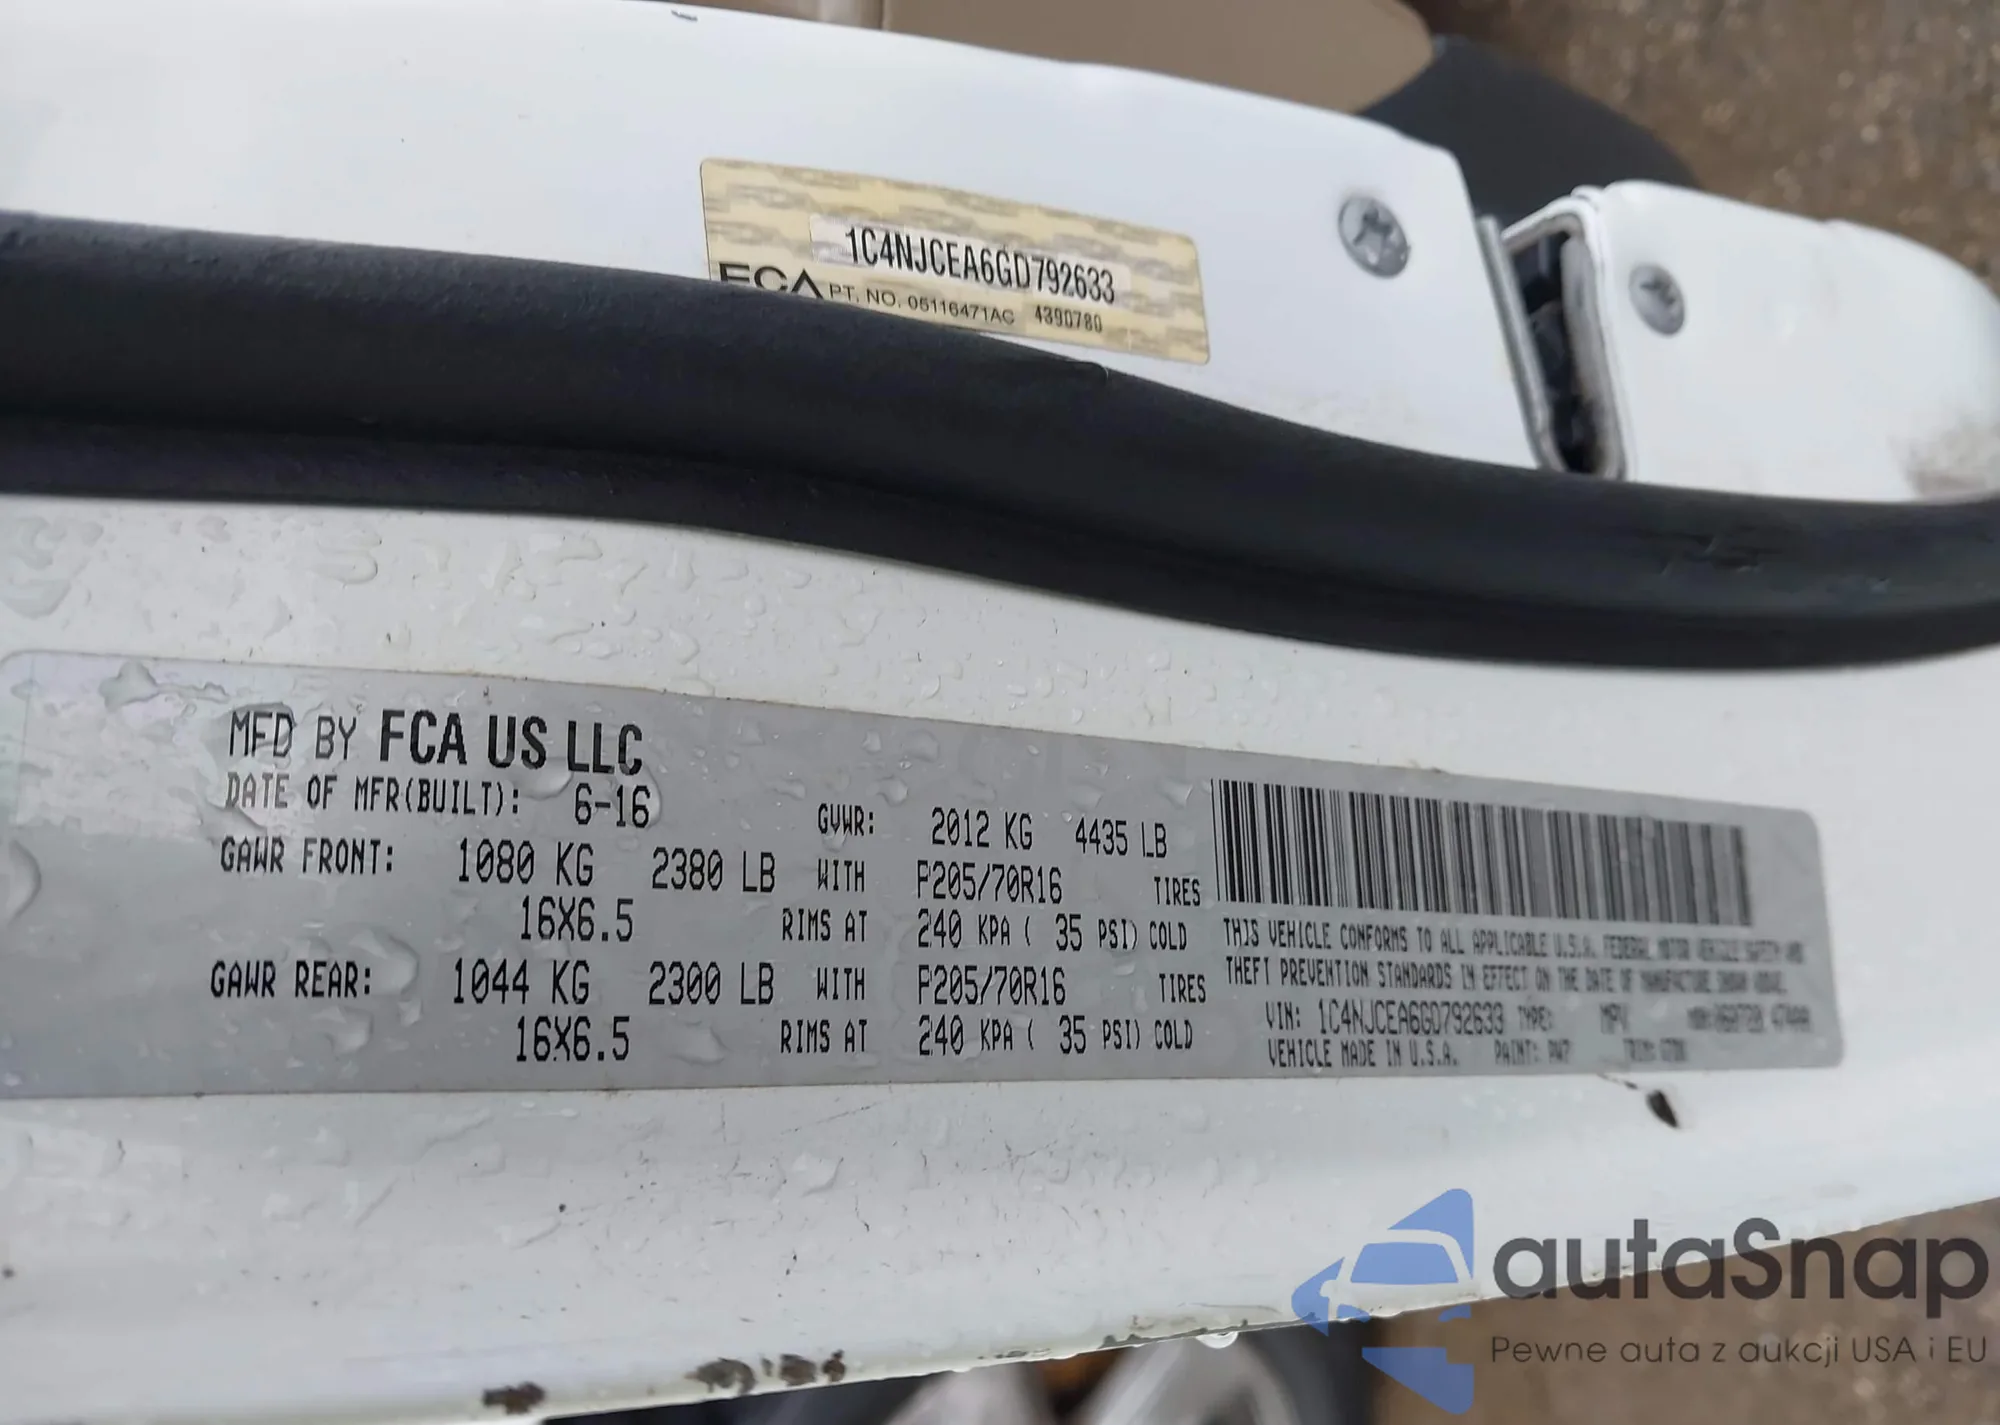 1C4NJCEA6GD792633
FCA PT. NO. 05116471AC 4390780
MFD BY FCA US LLC
DATE OF MFR(BUILT): 6-16 GVWR: 2012 KG 4435 LB
GAWR FRONT: 1080 KG 2380 LB WITH P205/70R16 TIRES
16X6.5 RIMS AT 240 KPA ( 35 PSI) COLD
GAWR REAR: 1044 KG 2300 LB WITH P205/70R16 TIRES
16X6.5 RIMS AT 240 KPA ( 35 PSI) COLD
THIS VEHICLE CONFORMS TO ALL APPLICABLE U.S.A. FEDERAL MOTOR VEHICLE SAFETY AND
THEFT PREVENTION STANDARDS IN EFFECT ON THE DATE OF MANUFACTURE SHOWN ABOVE.
VIN: 1C4NJCEA6GD792633 TYPE: MPV
VEHICLE MADE IN U.S.A. PAINT: PW7 TRIM:
autaSnap
Pewne auta z aukcji USA i EU